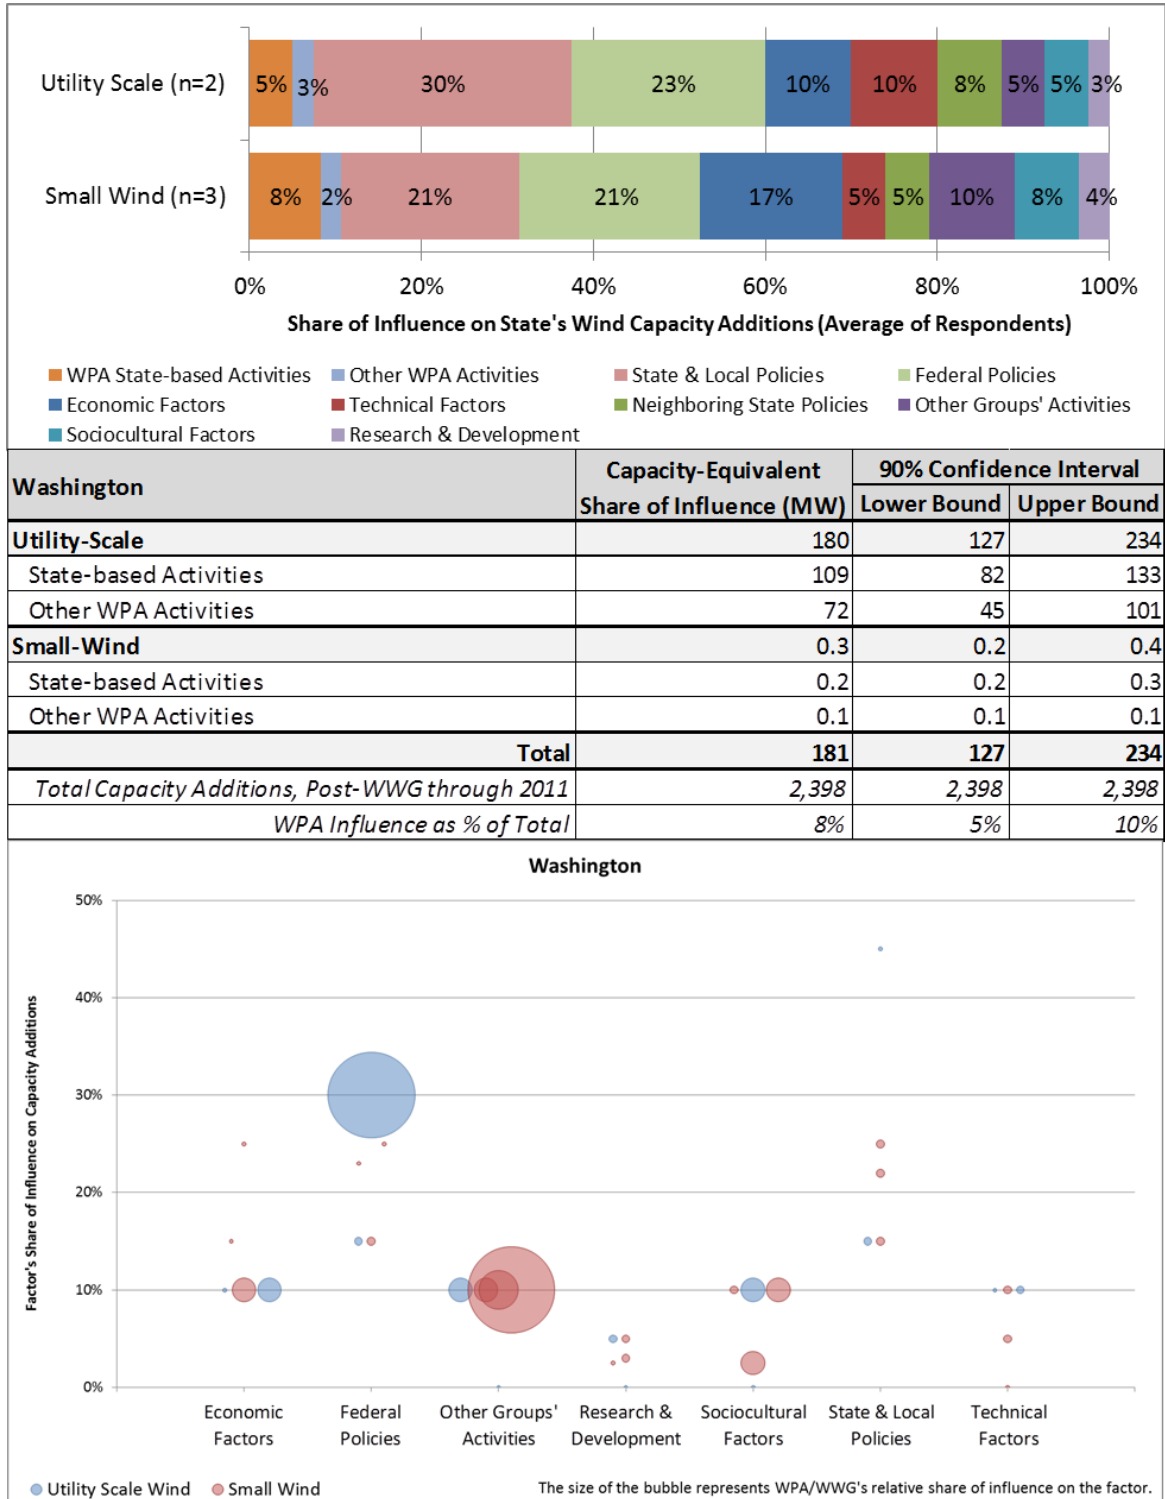 Utility Scale (n=2) 5% 3% 30% 23% 10% 10% 8% 5% 5% 3%
Small Wind (n=3) 8% 2% 21% 21% 17% 5% 5% 10% 8% 4%
0% 20% 40% 60% 80% 100%
Share of Influence on State's Wind Capacity Additions (Average of Respondents)
WPA State-based Activities Other WPA Activities State & Local Policies Federal Policies
Economic Factors Technical Factors Neighboring State Policies Other Groups' Activities
Sociocultural Factors Research & Development
Washington Capacity-Equivalent Share of Influence (MW) 90% Confidence Interval
Lower Bound Upper Bound
Utility-Scale 180 127 234
State-based Activities 109 82 133
Other WPA Activities 72 45 101
Small-Wind 0.3 0.2 0.4
State-based Activities 0.2 0.2 0.3
Other WPA Activities 0.1 0.1 0.1
Total 181 127 234
Total Capacity Additions, Post-WWG through 2011 2,398 2,398 2,398
WPA Influence as % of Total 8% 5% 10%
Washington
Factor's Share of Influence on Capacity Additions
50%
40%
30%
20%
10%
0%
Economic Federal Other Groups' Research & Sociocultural State & Local Technical
Factors Policies Activities Development Factors Policies Factors
Utility Scale Wind Small Wind The size of the bubble represents WPA/WWG's relative share of influence on the factor.